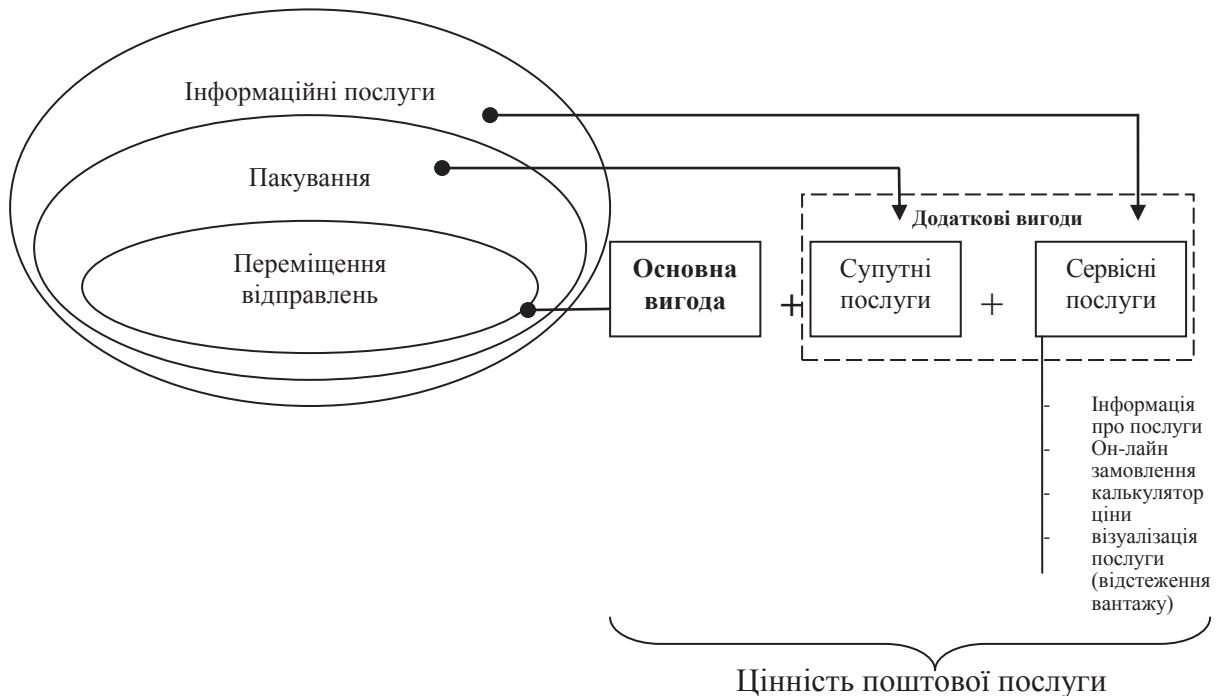 Інформаційні послуги
Пакування
Переміщення
відправлень
Основна
вигода
+
Додаткові вигоди
Супутні
послуги
+
Сервісні
послуги
- Інформація
про послуги
- Он-лайн
замовлення
- калькулятор
ціни
- візуалізація
послуги
(відстеження
вантажу)
Цінність поштової послуги